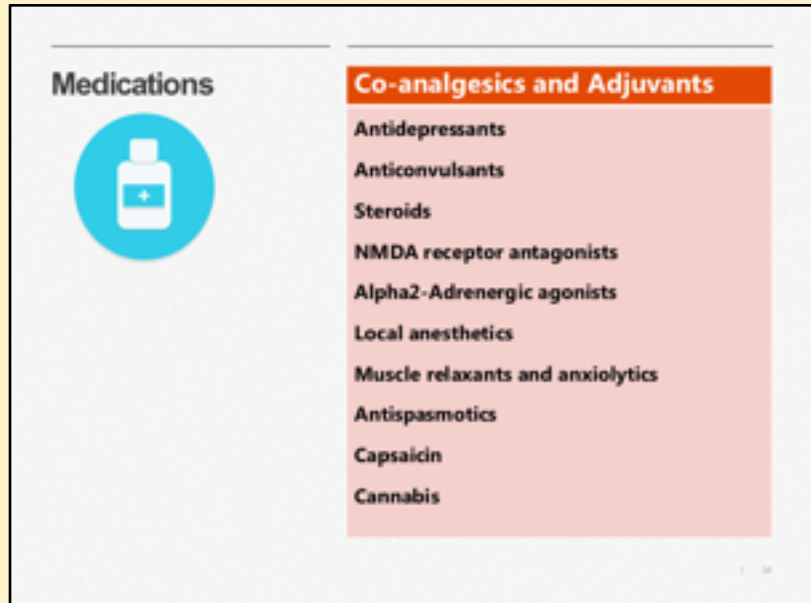 Medications
Co-analgesics and Adjuvants
Antidepressants
Anticonvulsants
Steroids
NMDA receptor antagonists
Alpha2-Adrenergic agonists
Local anesthetics
Muscle relaxants and anxiolytics
Antispasmotics
Capsaicin
Cannabis